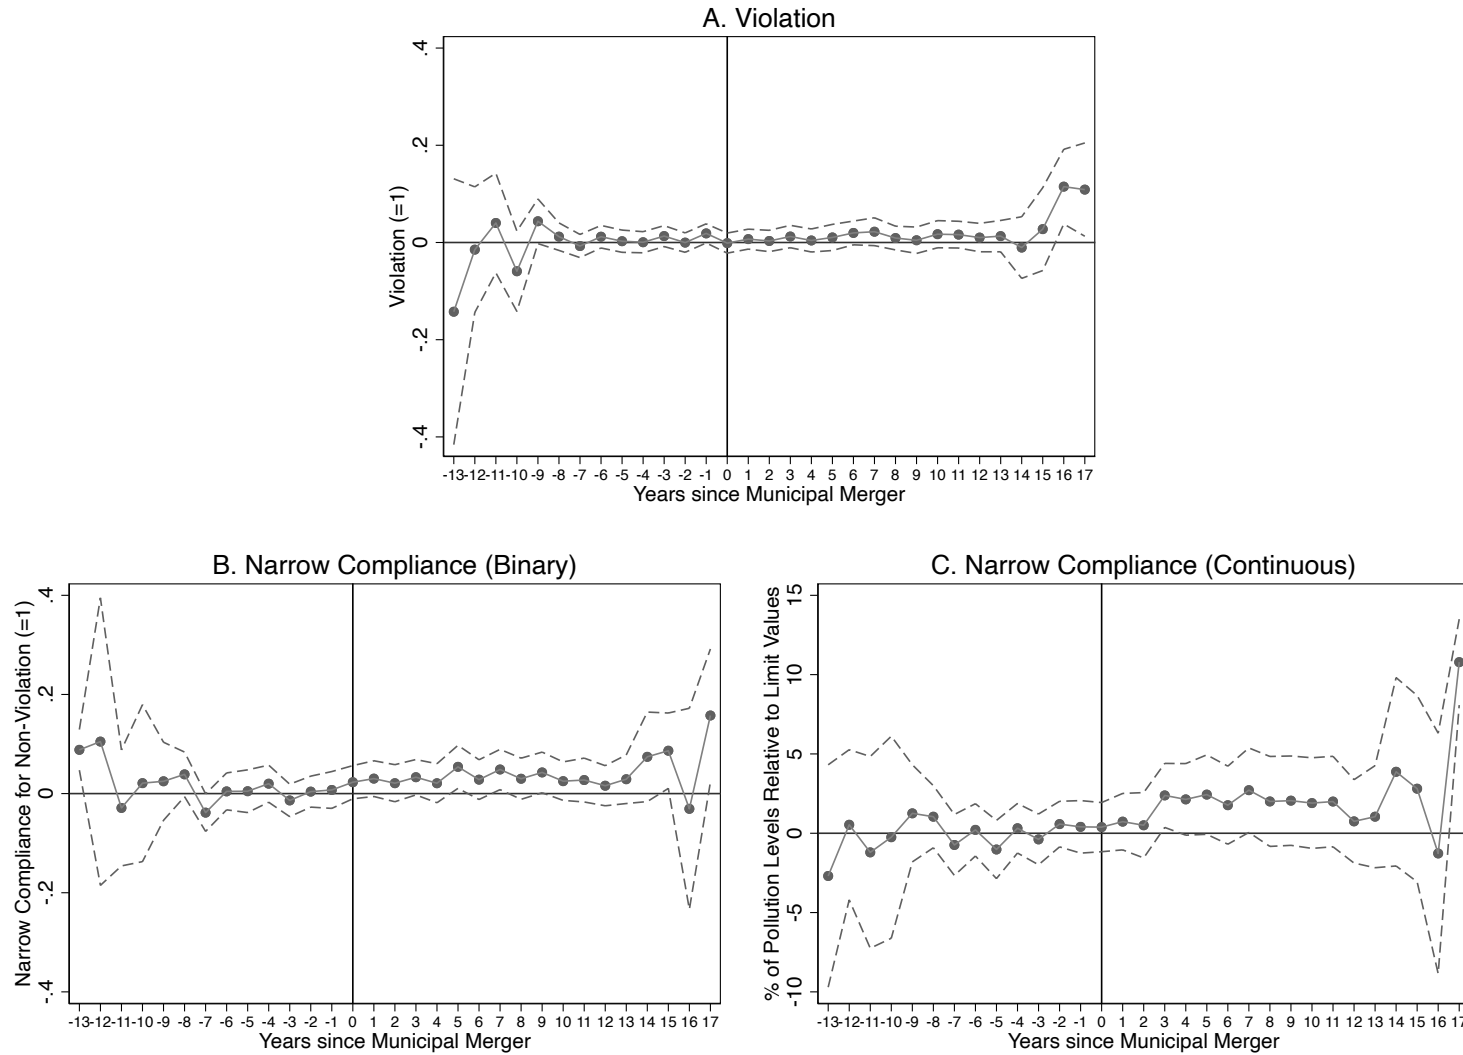 A. Violation
Violation (=1)
.4
.2
0
-.2
-.4
-13 -12 -11 -10 -9 -8 -7 -6 -5 -4 -3 -2 -1 0 1 2 3 4 5 6 7 8 9 10 11 12 13 14 15 16 17
Years since Municipal Merger
B. Narrow Compliance (Binary)
Narrow Compliance for Non-Violation (=1)
.4
.2
0
-.2
-.4
-13 -12 -11 -10 -9 -8 -7 -6 -5 -4 -3 -2 -1 0 1 2 3 4 5 6 7 8 9 10 11 12 13 14 15 16 17
Years since Municipal Merger
C. Narrow Compliance (Continuous)
% of Pollution Levels Relative to Limit Values
15
10
5
0
-5
-10
-13 -12 -11 -10 -9 -8 -7 -6 -5 -4 -3 -2 -1 0 1 2 3 4 5 6 7 8 9 10 11 12 13 14 15 16 17
Years since Municipal Merger